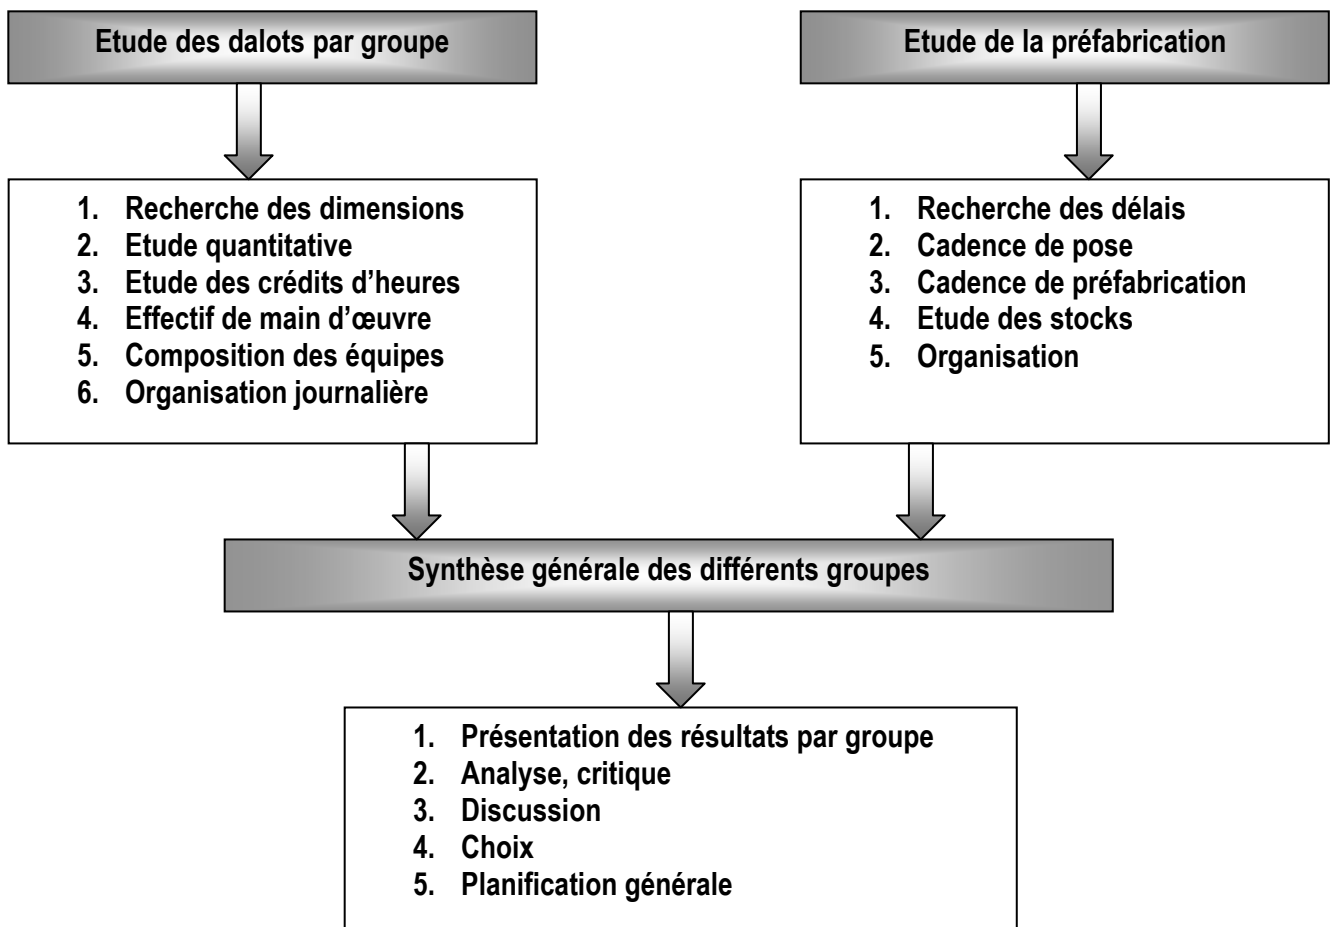 Etude des dalots par groupe
1. Recherche des dimensions
2. Etude quantitative
3. Etude des crédits d’heures
4. Effectif de main d’œuvre
5. Composition des équipes
6. Organisation journalière
Etude de la préfabrication
1. Recherche des délais
2. Cadence de pose
3. Cadence de préfabrication
4. Etude des stocks
5. Organisation
Synthèse générale des différents groupes
1. Présentation des résultats par groupe
2. Analyse, critique
3. Discussion
4. Choix
5. Planification générale